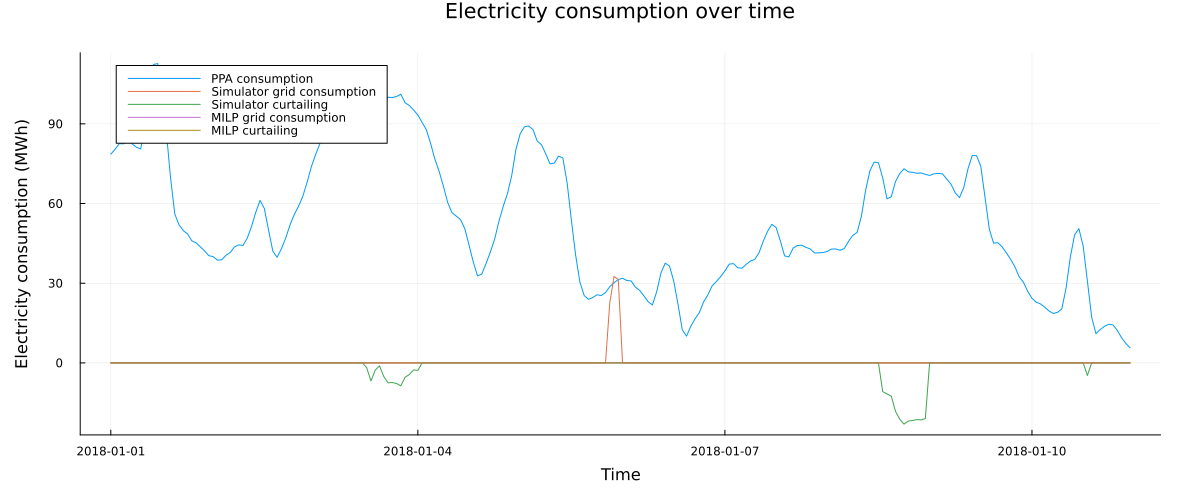 Electricity consumption over time
PPA consumption
Simulator grid consumption
Simulator curtailing
MILP grid consumption
MILP curtailing
Electricity consumption (MWh)
90
60
30
0
2018-01-01
2018-01-04
2018-01-07
2018-01-10
Time